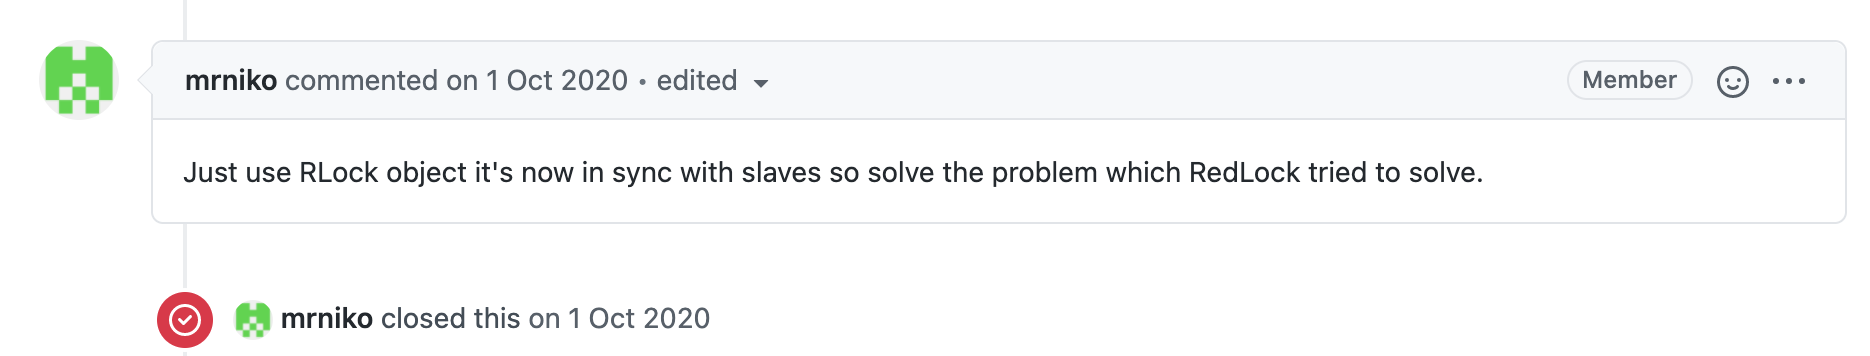 mrniko commented on 1 Oct 2020 • edited
Member
Just use RLock object it's now in sync with slaves so solve the problem which RedLock tried to solve.
mrniko closed this on 1 Oct 2020